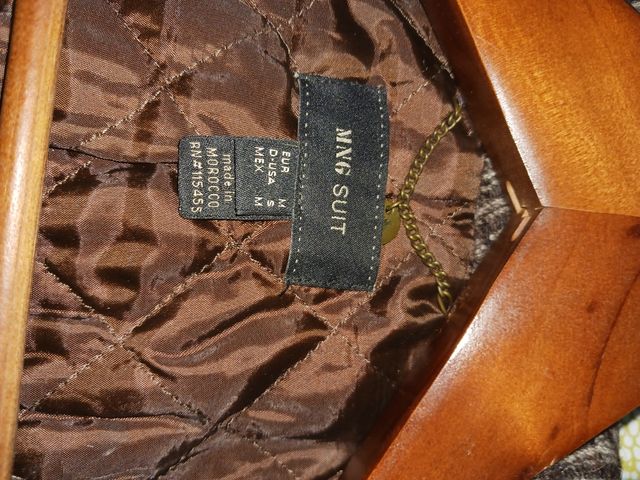 MNG SUIT
EUR M
D-USA S
MEX M
made in
MOROCCO
RN#115455